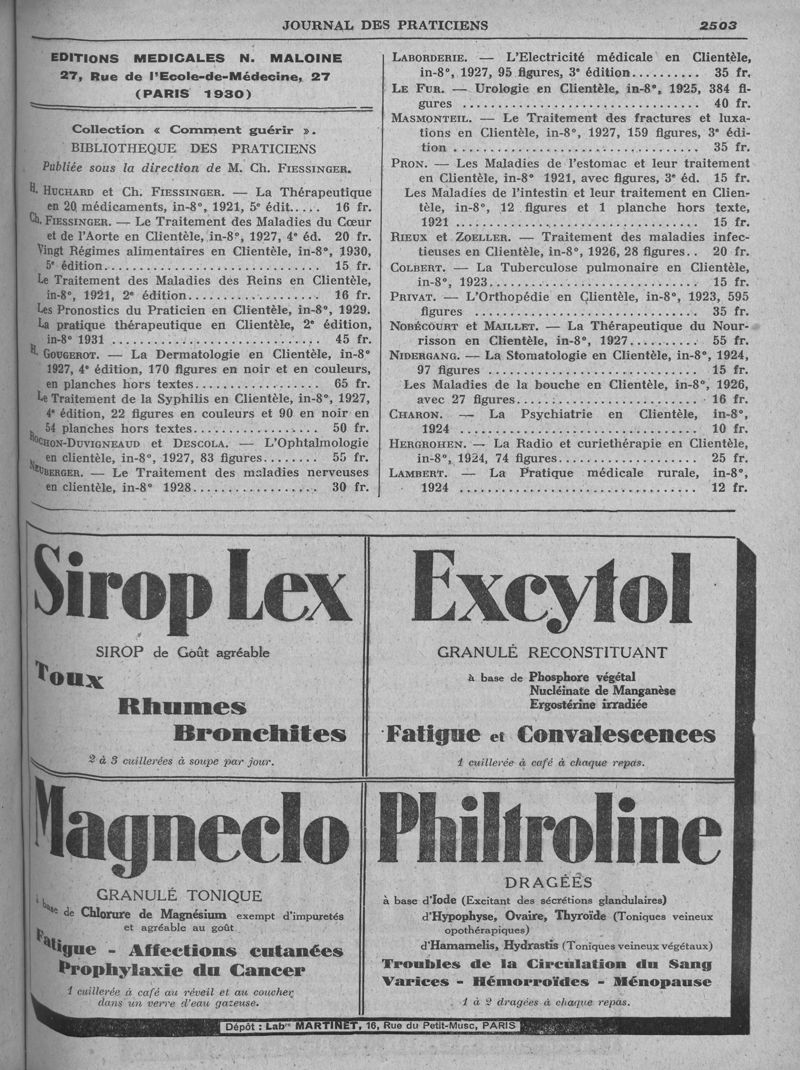 JOURNAL DES PRATICIENS 2503
EDITIONS MEDICALES N. MALOINE
27, Rue de l'Ecole-de-Médecine, 27
(PARIS 1930)
Collection « Comment guérir ».
BIBLIOTHEQUE DES PRATICIENS
Publiée sous la direction de M. Ch. FIESSINGER.
H. HUCHARD et Ch. FIESSINGER. — La Thérapeutique
en 20 médicaments, in-8°, 1921, 5e édit..... 16 fr.
Ch. FIESSINGER. — Le Traitement des Maladies du Cœur
et de l'Aorte en Clientèle, in-8°, 1927, 4e éd. 20 fr.
Vingt Régimes alimentaires en Clientèle, in-8°, 1930,
5e édition.............................. 15 fr.
Le Traitement des Maladies des Reins en Clientèle,
in-8°, 1921, 2e édition.................. 16 fr.
Les Pronostics du Praticien en Clientèle, in-8°, 1929.
La pratique thérapeutique en Clientèle, 2e édition,
in-8° 1931 ............................. 45 fr.
H. GOUGEROT. — La Dermatologie en Clientèle, in-8°
1927, 4e édition, 170 figures en noir et en couleurs,
en planches hors textes.................. 65 fr.
Le Traitement de la Syphilis en Clientèle, in-8°, 1927,
4e édition, 22 figures en couleurs et 90 en noir en
54 planches hors textes.................. 50 fr.
ROCHON-DUVIGNEAUD et DESCOLA. — L'Ophtalmologie
en clientèle, in-8°, 1927, 83 figures........ 55 fr.
NEUBERGER. — Le Traitement des maladies nerveuses
en clientèle, in-8° 1928.................. 30 fr.
LABORDERIE. — L'Electricité médicale en Clientèle,
in-8°, 1927, 95 figures, 3e édition.......... 35 fr.
LE FUR. — Urologie en Clientèle, in-8°, 1925, 384 fi-
gures ................................. 40 fr.
MASMONTEIL. — Le Traitement des fractures et luxa-
tions en Clientèle, in-8°, 1927, 159 figures, 3e édi-
tion ................................... 35 fr.
PRON. — Les Maladies de l'estomac et leur traitement
en Clientèle, in-8° 1921, avec figures, 3e éd. 15 fr.
Les Maladies de l'intestin et leur traitement en Clien-
tèle, in-8°, 12 figures et 1 planche hors texte,
1921 ................................... 15 fr.
RIEUX et ZOELLER. — Traitement des maladies infec-
tieuses en Clientèle, in-8°, 1926, 28 figures.. 20 fr.
COLBERT. — La Tuberculose pulmonaire en Clientèle,
in-8°, 1923.............................. 15 fr.
PRIVAT. — L'Orthopédie en Clientèle, in-8°, 1923, 595
figures ................................ 35 fr.
NOBÉCOURT et MAILLET. — La Thérapeutique du Nour-
risson en Clientèle, in-8°, 1927.......... 55 fr.
NIDERGANG. — La Stomatologie en Clientèle, in-8°, 1924,
97 figures .............................. 15 fr.
Les Maladies de la bouche en Clientèle, in-8°, 1926,
avec 27 figures.......................... 16 fr.
CHARON. — La Psychiatrie en Clientèle, in-8°,
1924 ................................... 10 fr.
HERGROHEN. — La Radio et curiethérapie en Clientèle,
in-8°, 1924, 74 figures.................... 25 fr.
LAMBERT. — La Pratique médicale rurale, in-8°,
1924 ................................... 12 fr.
Sirop Lex
SIROP de Goût agréable
Toux
Rhumes
Bronchites
2 à 3 cuillerées à soupe par jour.
Excytol
GRANULÉ RECONSTITUANT
à base de Phosphore végétal
Nucléinate de Manganèse
Ergostérine irradiée
Fatigue et Convalescences
1 cuillerée à café à chaque repas.
Magneclo
GRANULÉ TONIQUE
à base de Chlorure de Magnésium exempt d'impuretés
et agréable au goût
Fatigue - Affections cutanées
Prophylaxie du Cancer
1 cuillerée à café au réveil et au coucher
dans un verre d'eau gazeuse.
Philtroline
DRAGÉES
à base d'Iode (Excitant des sécrétions glandulaires)
d'Hypophyse, Ovaire, Thyroïde (Toniques veineux
opothérapiques)
d'Hamamelis, Hydrastis (Toniques veineux végétaux)
Troubles de la Circulation du Sang
Varices - Hémorroïdes - Ménopause
1 à 2 dragées à chaque repas.
Dépôt : Labres MARTINET, 16, Rue du Petit-Musc, PARIS